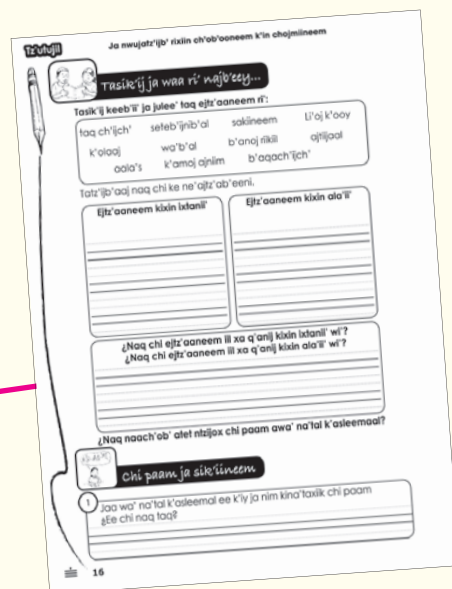 Tz'utujil
Ja nwujatz'ijb' rixiin ch'ob'ooneem k'in chojmiineem
Tasik'ij ja waa ri' najb'eey...
Tasik'ij keeb'ii' ja julee' taq ejtz'aaneem ri':
taq ch'ijch' seteb'ijnib'al sakiineem Li'oj k'ooy
k'olaaj wa'b'al b'anoj rikiil ajtiijaal
aala's k'amoj ajniim b'aqach'ijch'
Tatz'ijb'aaj naq chi ke ne'ajtz'ab'eeni.
Ejtz'aaneem kixin ixtanii'
Ejtz'aaneem kixin ala'ii'
¿Naq chi ejtz'aaneem iil xa q'anij kixin ixtanii' wi'?
¿Naq chi ejtz'aaneem iil xa q'anij kixin ala'ii' wi'?
¿Naq naach'ob' atet ntzijox chi paam awa' na'tal k'asleemaal?
Chi paam ja sik'iineem
1 Jaa wa' na'tal k'asleemal ee k'iy ja nim kina'taxiik chi paam
¿Ee chi naq taq?
16